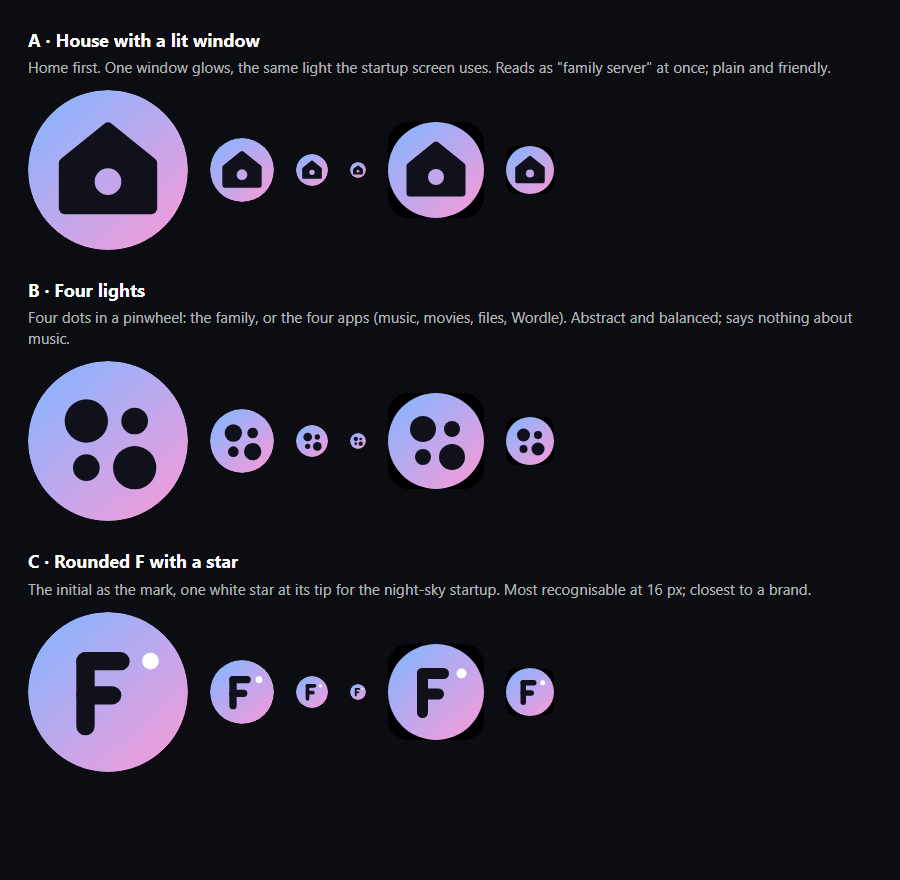 A · House with a lit window
Home first. One window glows, the same light the startup screen uses. Reads as "family server" at once; plain and friendly.
B · Four lights
Four dots in a pinwheel: the family, or the four apps (music, movies, files, Wordle). Abstract and balanced; says nothing about
music.
C · Rounded F with a star
The initial as the mark, one white star at its tip for the night-sky startup. Most recognisable at 16 px; closest to a brand.
F F F F F F